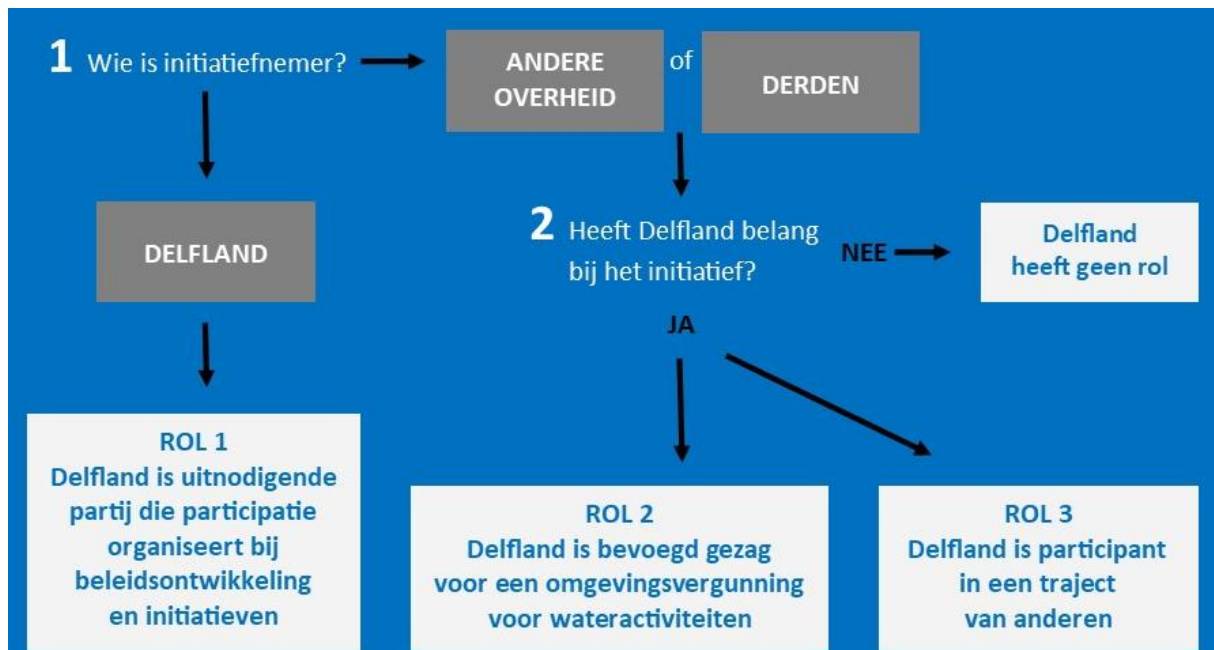 1 Wie is initiatiefnemer?
ANDERE
OVERHEID
of
DERDEN
DELFLAND
2 Heeft Delfland belang
bij het initiatief?
NEE
Delfland
heeft geen rol
JA
ROL 1
Delfland is uitnodigende
partij die participatie
organiseert bij
beleidsontwikkeling
en initiatieven
ROL 2
Delfland is bevoegd gezag
voor een omgevingsvergunning
voor wateractiviteiten
ROL 3
Delfland is participant
in een traject
van anderen